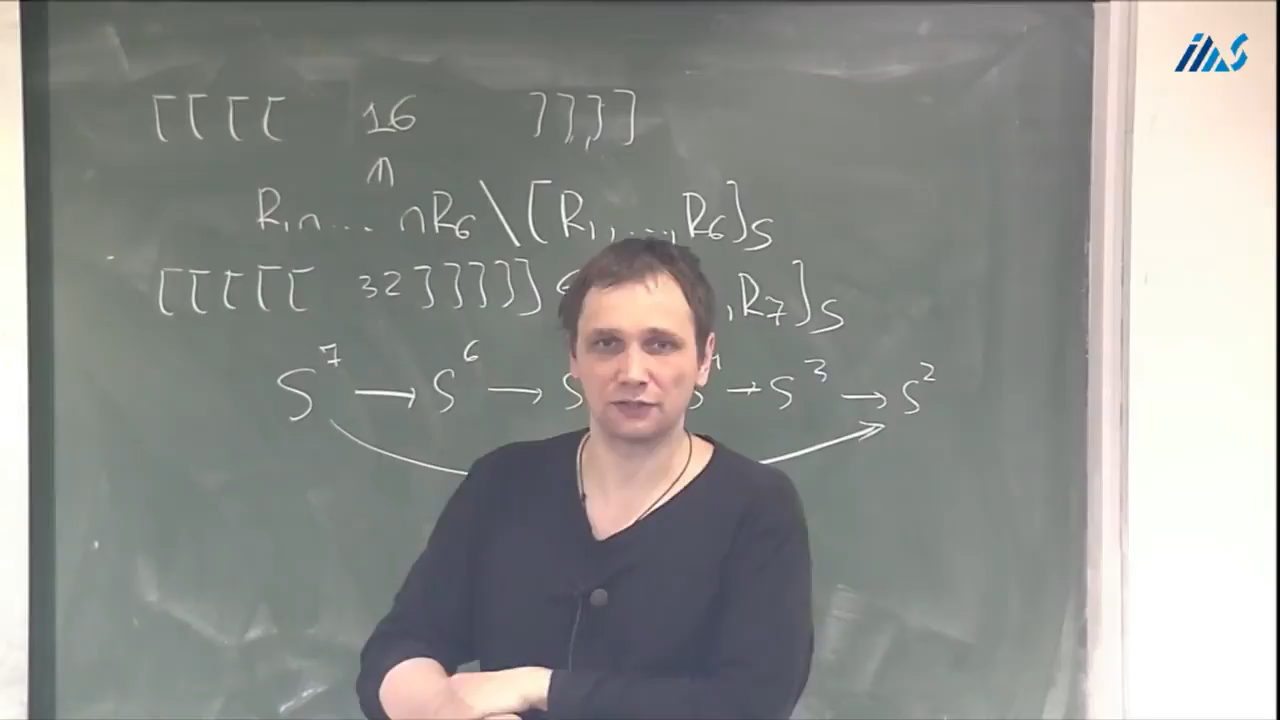 [[[[ 16 ]]]]
∩
R₁∩... ∩R₆ \ [R₁,...,R₆]ₛ
[[[[[ 32]]]]] ,R₇]ₛ
S⁷ → S⁶ → S S → S³ → S²